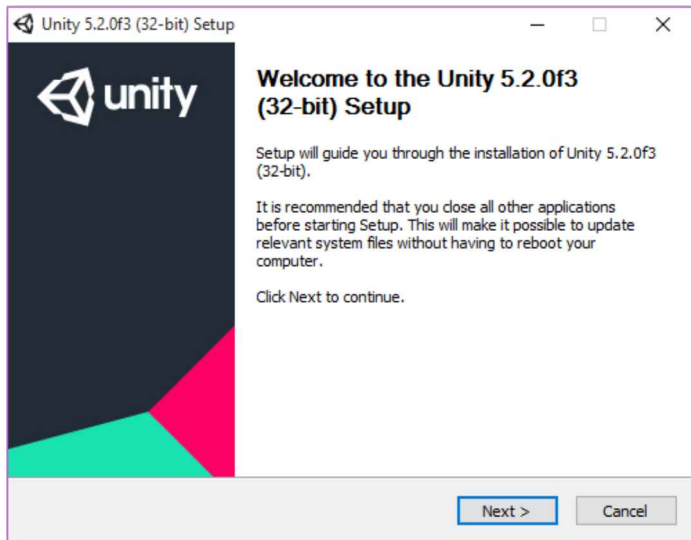 Unity 5.2.0f3 (32-bit) Setup
unity
Welcome to the Unity 5.2.0f3
(32-bit) Setup
Setup will guide you through the installation of Unity 5.2.0f3
(32-bit).
It is recommended that you close all other applications
before starting Setup. This will make it possible to update
relevant system files without having to reboot your
computer.
Click Next to continue.
Next >
Cancel